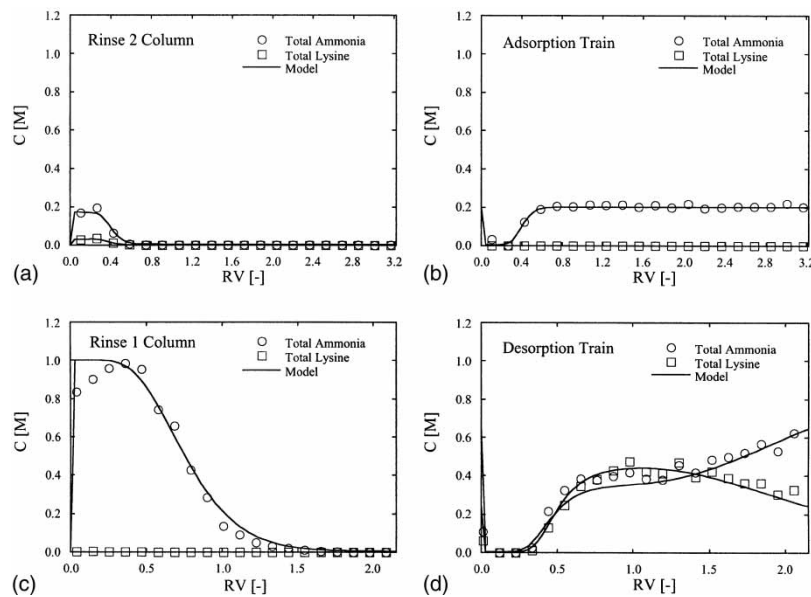 1.2
Rinse 2 Column
Total Ammonia
Total Lysine
Model
1.0
0.8
C [M]
0.6
0.4
0.2
0.0
0.0 0.4 0.8 1.2 1.6 2.0 2.4 2.8 3.2
(a)
RV [-]
1.2
Adsorption Train
Total Ammonia
Total Lysine
Model
1.0
0.8
C [M]
0.6
0.4
0.2
0.0
0.0 0.4 0.8 1.2 1.6 2.0 2.4 2.8 3.2
(b)
RV [-]
1.2
Rinse 1 Column
Total Ammonia
Total Lysine
Model
1.0
0.8
C [M]
0.6
0.4
0.2
0.0
0.0 0.5 1.0 1.5 2.0
(c)
RV [-]
1.2
Desorption Train
Total Ammonia
Total Lysine
Model
1.0
0.8
C [M]
0.6
0.4
0.2
0.0
0.0 0.5 1.0 1.5 2.0
(d)
RV [-]